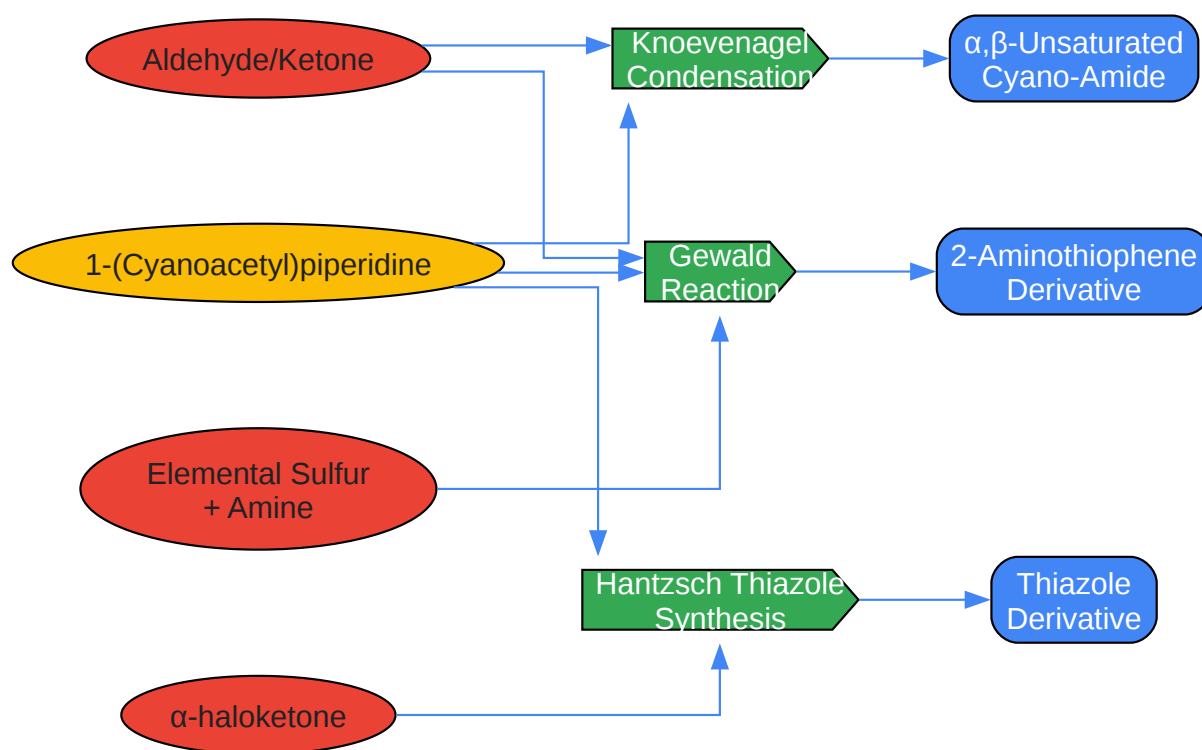 Aldehyde/Ketone
Knoevenagel
Condensation
α,β-Unsaturated
Cyano-Amide
1-(Cyanoacetyl)piperidine
Gewald
Reaction
2-Aminothiophene
Derivative
Elemental Sulfur
+ Amine
Hantzsch Thiazole
Synthesis
Thiazole
Derivative
α-haloketone